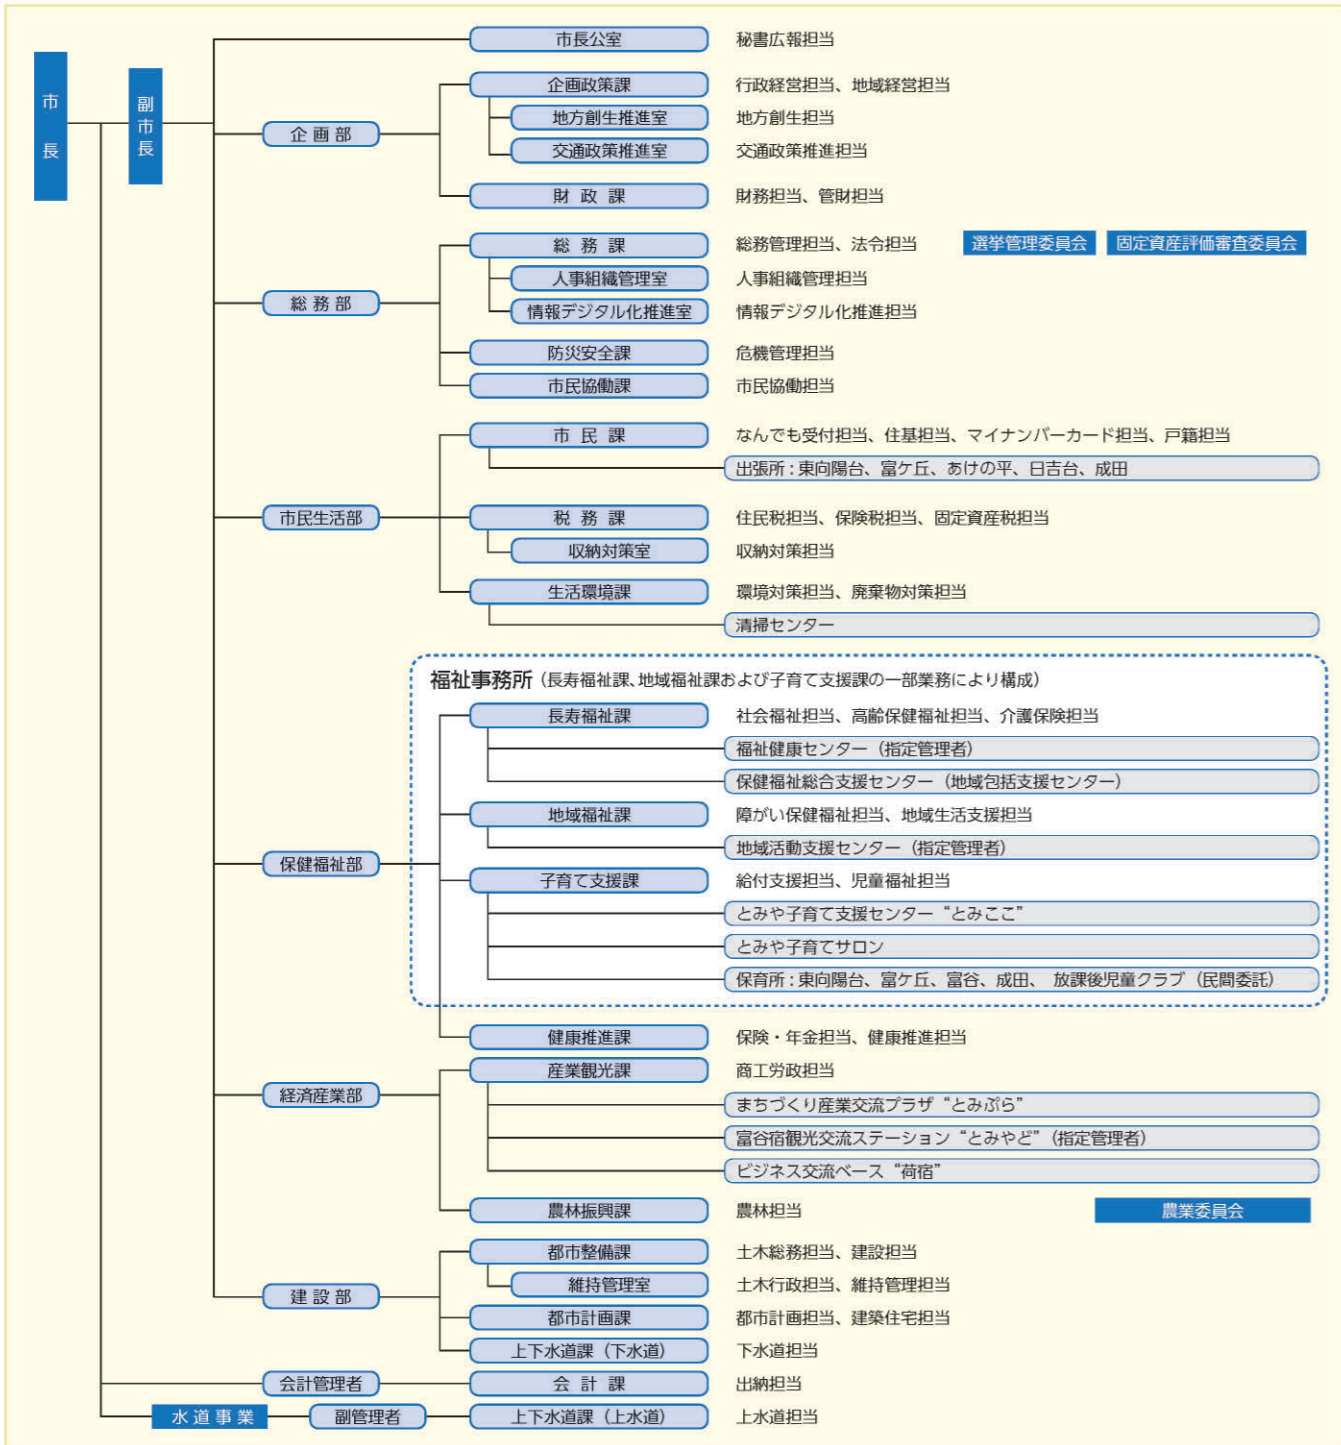 市長
副市長
市長公室 秘書広報担当
企画部
企画政策課 行政経営担当、地域経営担当
地方創生推進室 地方創生担当
交通政策推進室 交通政策推進担当
財政課 財務担当、管財担当
総務部
総務課 総務管理担当、法令担当 選挙管理委員会 固定資産評価審査委員会
人事組織管理室 人事組織管理担当
情報デジタル化推進室 情報デジタル化推進担当
防災安全課 危機管理担当
市民協働課 市民協働担当
市民生活部
市民課 なんでも受付担当、住基担当、マイナンバーカード担当、戸籍担当
出張所：東向陽台、富ケ丘、あけの平、日吉台、成田
税務課 住民税担当、保険税担当、固定資産税担当
収納対策室 収納対策担当
生活環境課 環境対策担当、廃棄物対策担当
清掃センター
保健福祉部
福祉事務所（長寿福祉課、地域福祉課および子育て支援課の一部業務により構成）
長寿福祉課 社会福祉担当、高齢保健福祉担当、介護保険担当
福祉健康センター（指定管理者）
保健福祉総合支援センター（地域包括支援センター）
地域福祉課 障がい保健福祉担当、地域生活支援担当
地域活動支援センター（指定管理者）
子育て支援課 給付支援担当、児童福祉担当
とみや子育て支援センター“とみここ”
とみや子育てサロン
保育所：東向陽台、富ケ丘、富谷、成田、 放課後児童クラブ（民間委託）
健康推進課 保険・年金担当、健康推進担当
経済産業部
産業観光課 商工労政担当
まちづくり産業交流プラザ“とみぷら”
富谷宿観光交流ステーション“とみやど”（指定管理者）
ビジネス交流ベース“荷宿”
農林振興課 農林担当 農業委員会
建設部
都市整備課 土木総務担当、建設担当
維持管理室 土木行政担当、維持管理担当
都市計画課 都市計画担当、建築住宅担当
上下水道課（下水道） 下水道担当
会計管理者 会計課 出納担当
水道事業 副管理者 上下水道課（上水道） 上水道担当